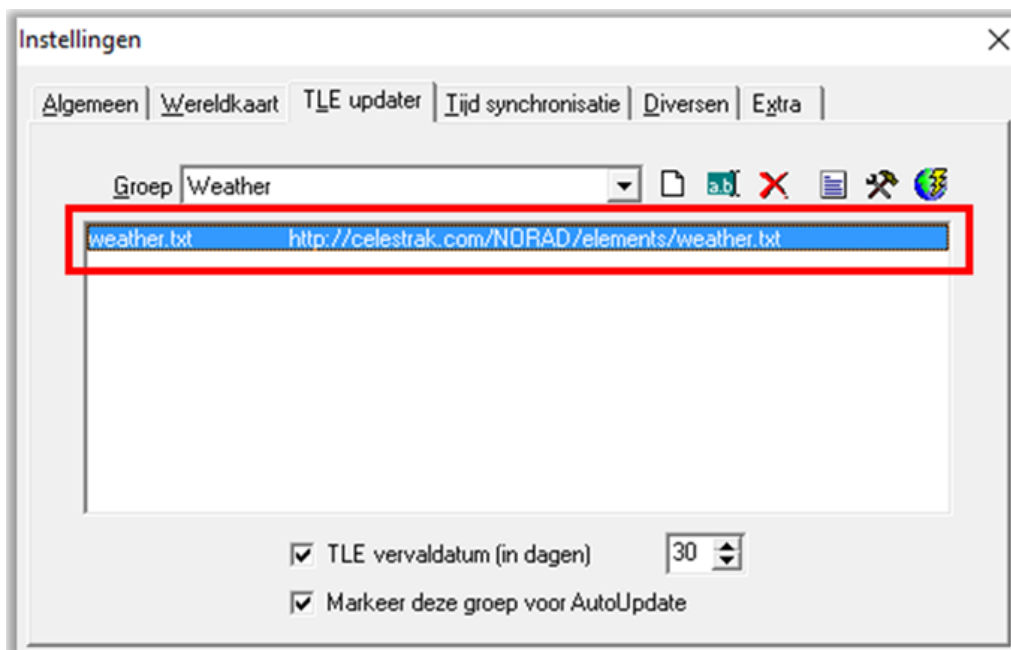 Instellingen
Algemeen Wereldkaart TLE updater Tijd synchronisatie Diversen Extra
Groep Weather a.b
weather.txt http://celestrak.com/NORAD/elements/weather.txt
TLE vervaldatum (in dagen) 30
Markeer deze groep voor AutoUpdate